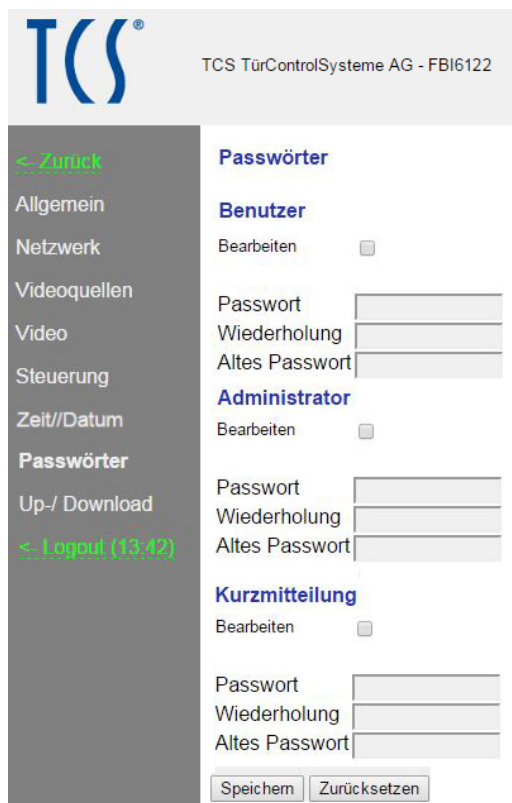 TCS®
TCS TürControlSysteme AG - FBI6122
<- Zurück
Allgemein
Netzwerk
Videoquellen
Video
Steuerung
Zeit//Datum
Passwörter
Up-/ Download
<- Logout (13:42)
Passwörter
Benutzer
Bearbeiten
Passwort
Wiederholung
Altes Passwort
Administrator
Bearbeiten
Passwort
Wiederholung
Altes Passwort
Kurzmitteilung
Bearbeiten
Passwort
Wiederholung
Altes Passwort
Speichern Zurücksetzen